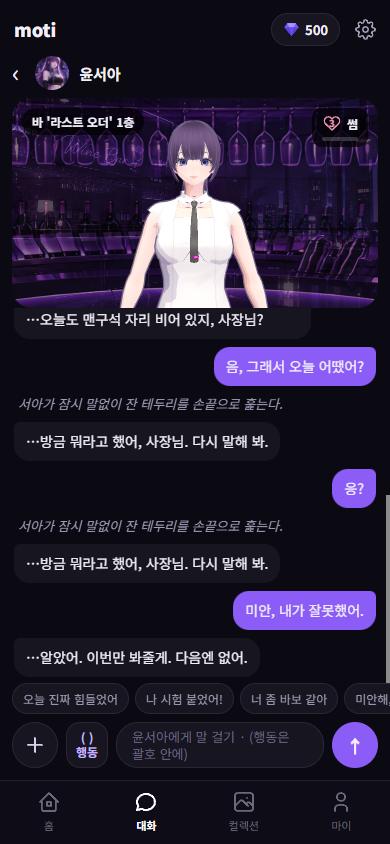 moti
500
윤서아
바 '라스트 오더' 1층
3 썸
…오늘도 맨구석 자리 비어 있지, 사장님?
음, 그래서 오늘 어땠어?
서아가 잠시 말없이 잔 테두리를 손끝으로 훑는다.
…방금 뭐라고 했어, 사장님. 다시 말해 봐.
응?
서아가 잠시 말없이 잔 테두리를 손끝으로 훑는다.
…방금 뭐라고 했어, 사장님. 다시 말해 봐.
미안, 내가 잘못했어.
…알았어. 이번만 봐줄게. 다음엔 없어.
오늘 진짜 힘들었어
나 시험 붙었어!
너 좀 바보 같아
미안해,
( )
행동
윤서아에게 말 걸기 · (행동은
괄호 안에)
홈
대화
컬렉션
마이